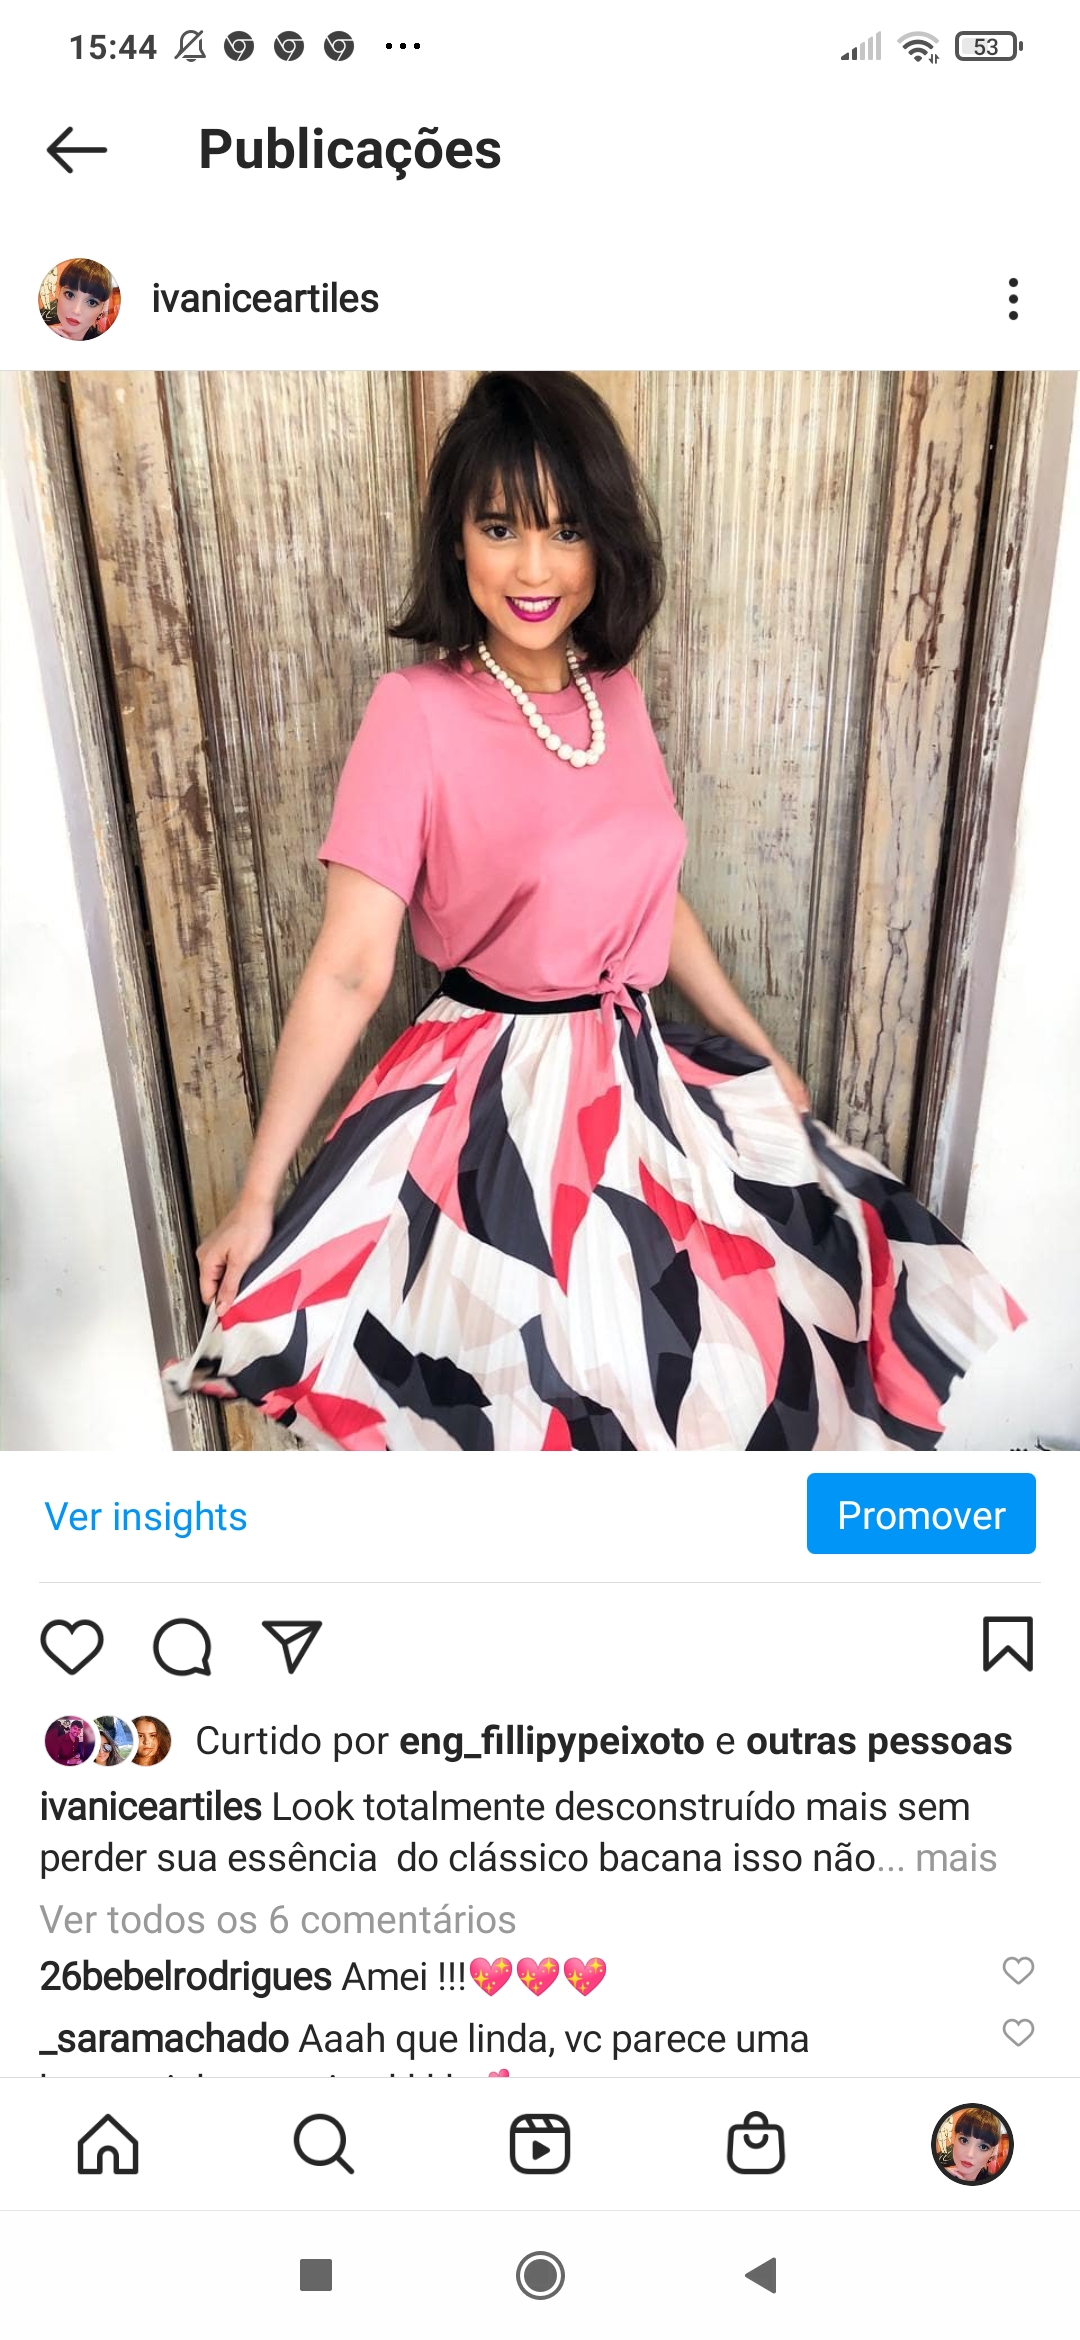 15:44
53
Publicações
ivaniceartiles
Ver insights
Promover
Curtido por eng_fillipypeixoto e outras pessoas
ivaniceartiles Look totalmente desconstruído mais sem
perder sua essência do clássico bacana isso não... mais
Ver todos os 6 comentários
26bebelrodrigues Amei !!!💖💖💖
_saramachado Aaah que linda, vc parece uma